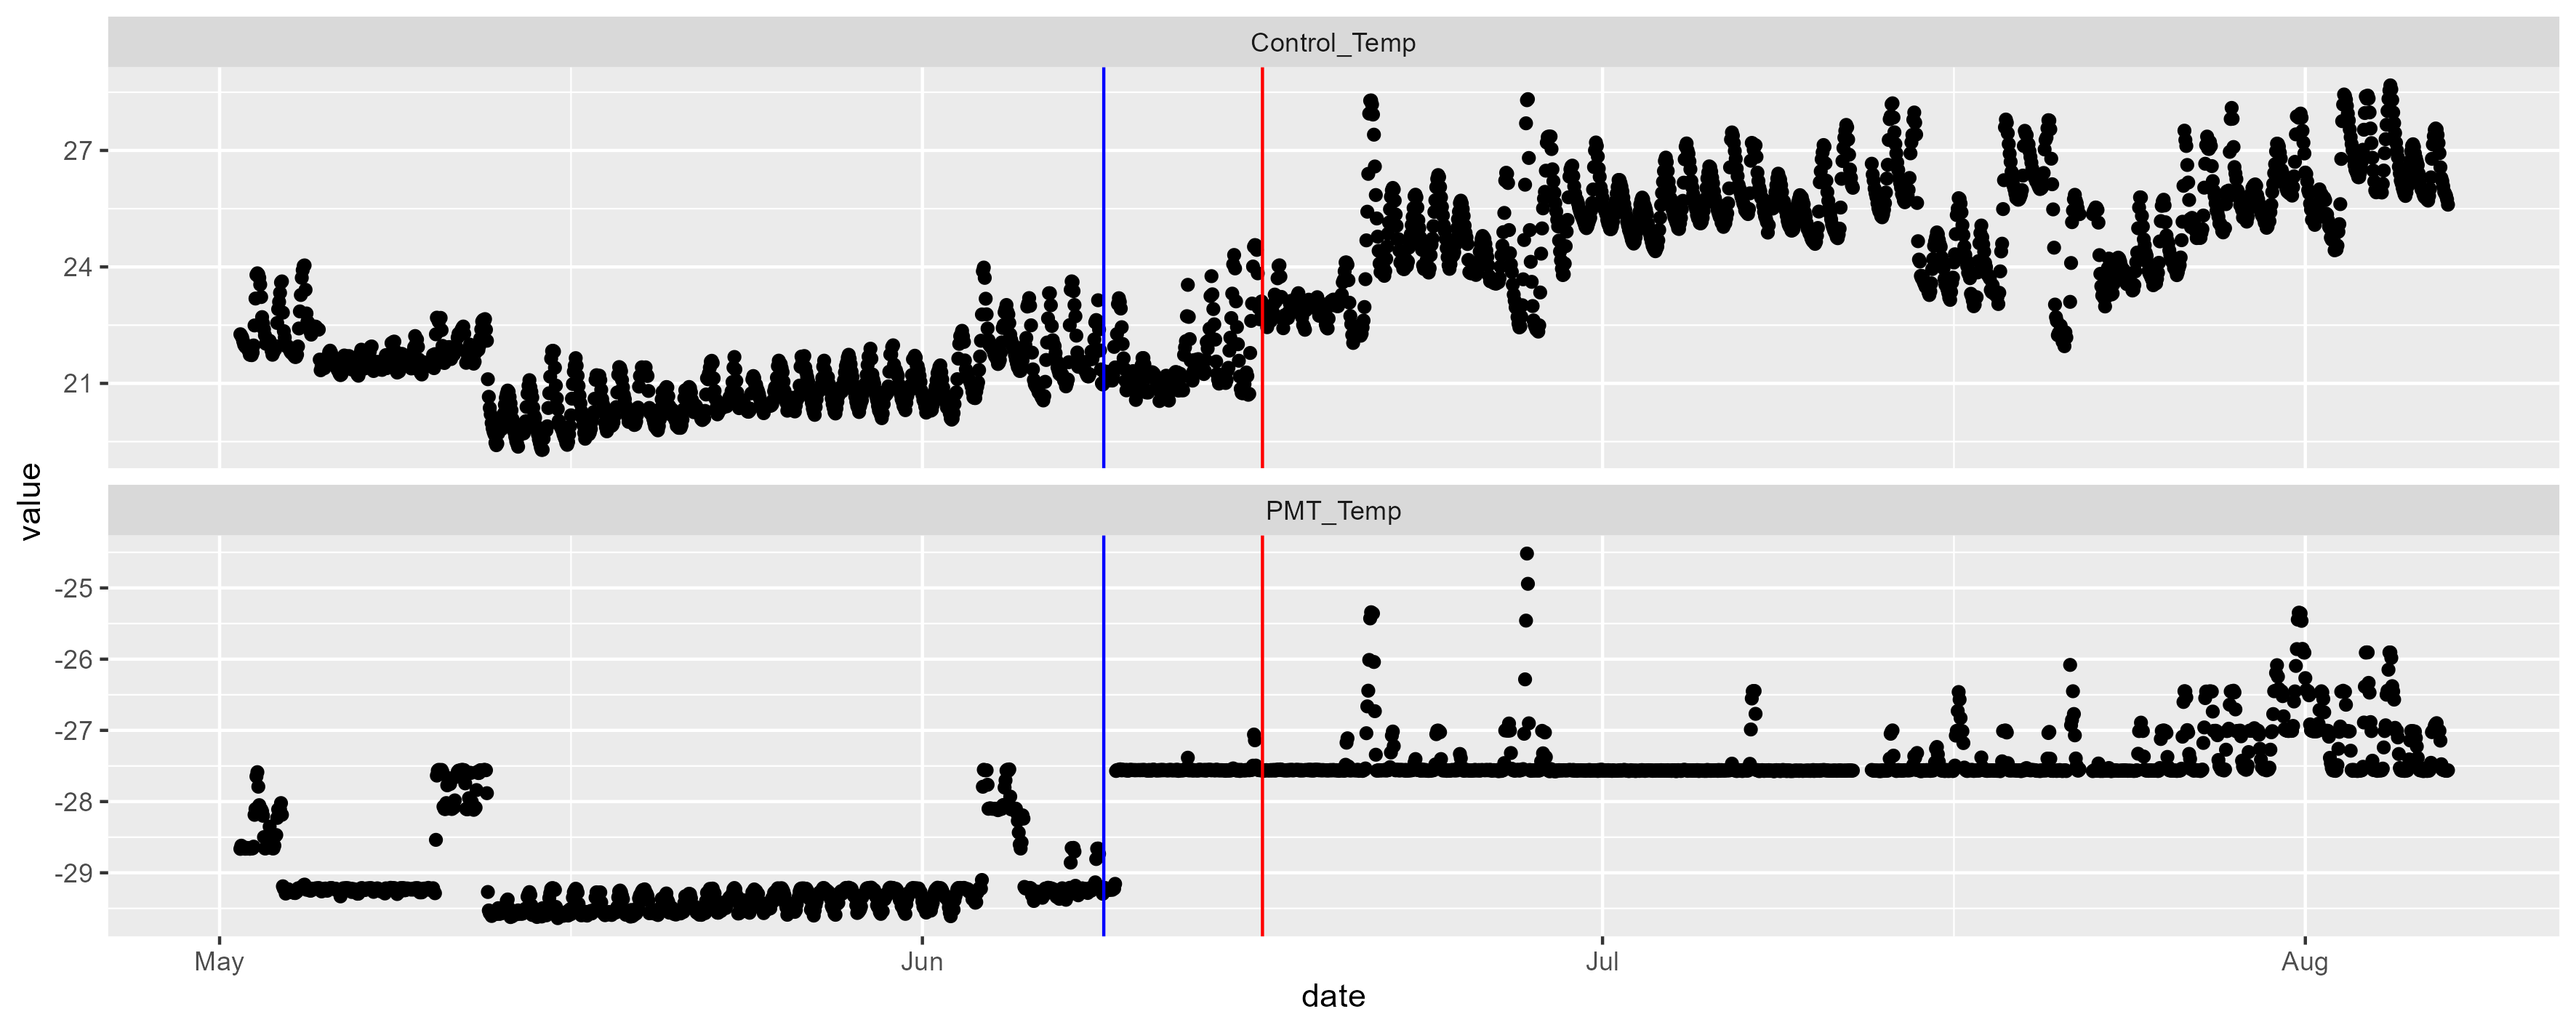 Control_Temp
27
24
21
value
PMT_Temp
-25
-26
-27
-28
-29
May
Jun
Jul
Aug
date